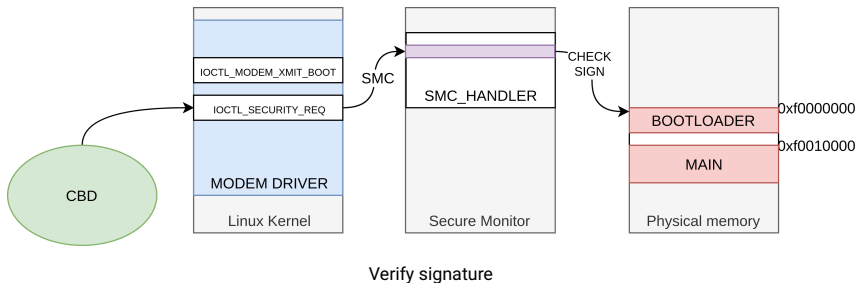 IOCTL_MODEM_XMIT_BOOT
IOCTL_SECURITY_REQ
MODEM DRIVER
Linux Kernel
CBD
SMC
SMC_HANDLER
Secure Monitor
CHECK
SIGN
0xf0000000
BOOTLOADER
0xf0010000
MAIN
Physical memory
Verify signature